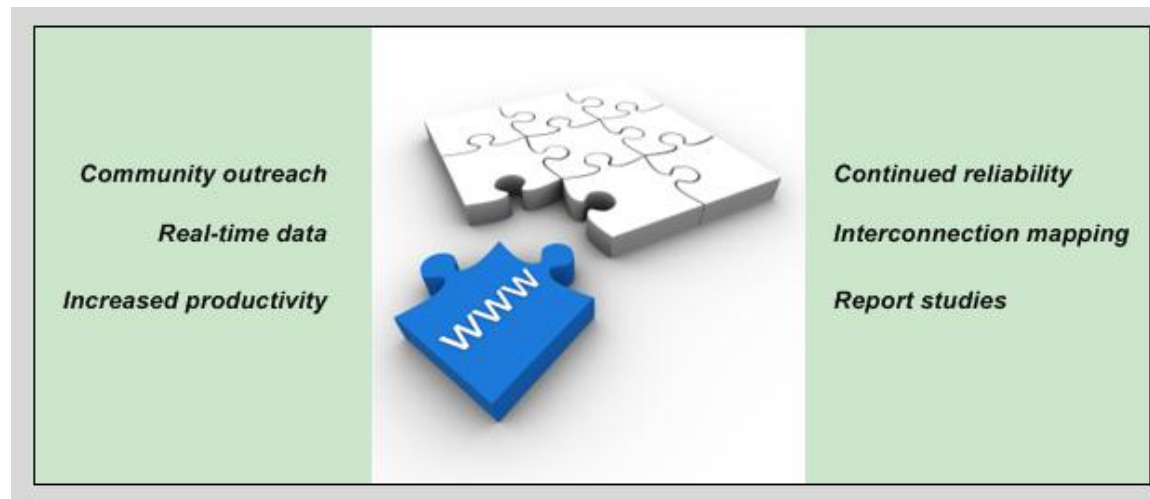 Community outreach
Real-time data
Increased productivity
www
Continued reliability
Interconnection mapping
Report studies